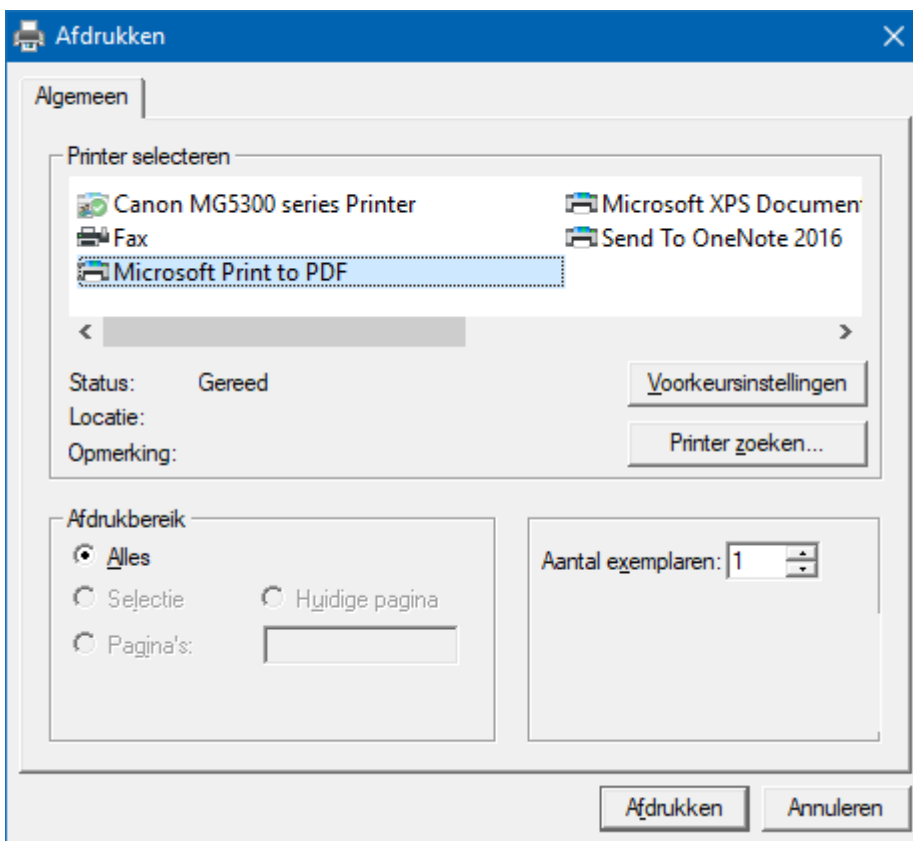 Afdrukken
Algemeen
Printer selecteren
Canon MG5300 series Printer
Microsoft XPS Documen
Fax
Send To OneNote 2016
Microsoft Print to PDF
Status: Gereed
Voorkeursinstellingen
Locatie:
Printer zoeken...
Opmerking:
Afdrukbereik
Alles
Aantal exemplaren: 1
Selectie
Huidige pagina
Pagina's:
Afdrukken
Annuleren